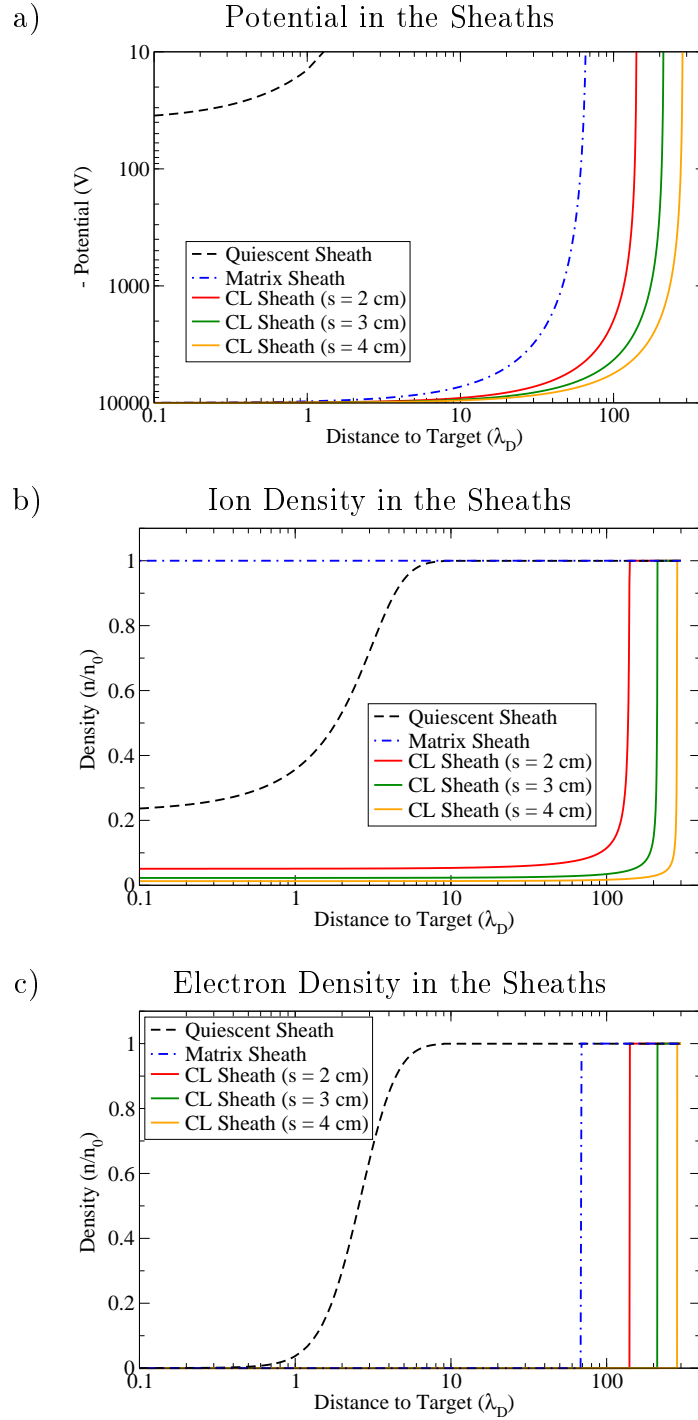 a) Potential in the Sheaths
10
100
1000
10000
- Potential (V)
Quiescent Sheath
Matrix Sheath
CL Sheath (s = 2 cm)
CL Sheath (s = 3 cm)
CL Sheath (s = 4 cm)
0.1 1 10 100
Distance to Target (λ_D)
b) Ion Density in the Sheaths
1
0.8
0.6
0.4
0.2
0
Density (n/n_0)
Quiescent Sheath
Matrix Sheath
CL Sheath (s = 2 cm)
CL Sheath (s = 3 cm)
CL Sheath (s = 4 cm)
0.1 1 10 100
Distance to Target (λ_D)
c) Electron Density in the Sheaths
Quiescent Sheath
Matrix Sheath
CL Sheath (s = 2 cm)
CL Sheath (s = 3 cm)
CL Sheath (s = 4 cm)
1
0.8
0.6
0.4
0.2
0
Density (n/n_0)
0.1 1 10 100
Distance to Target (λ_D)